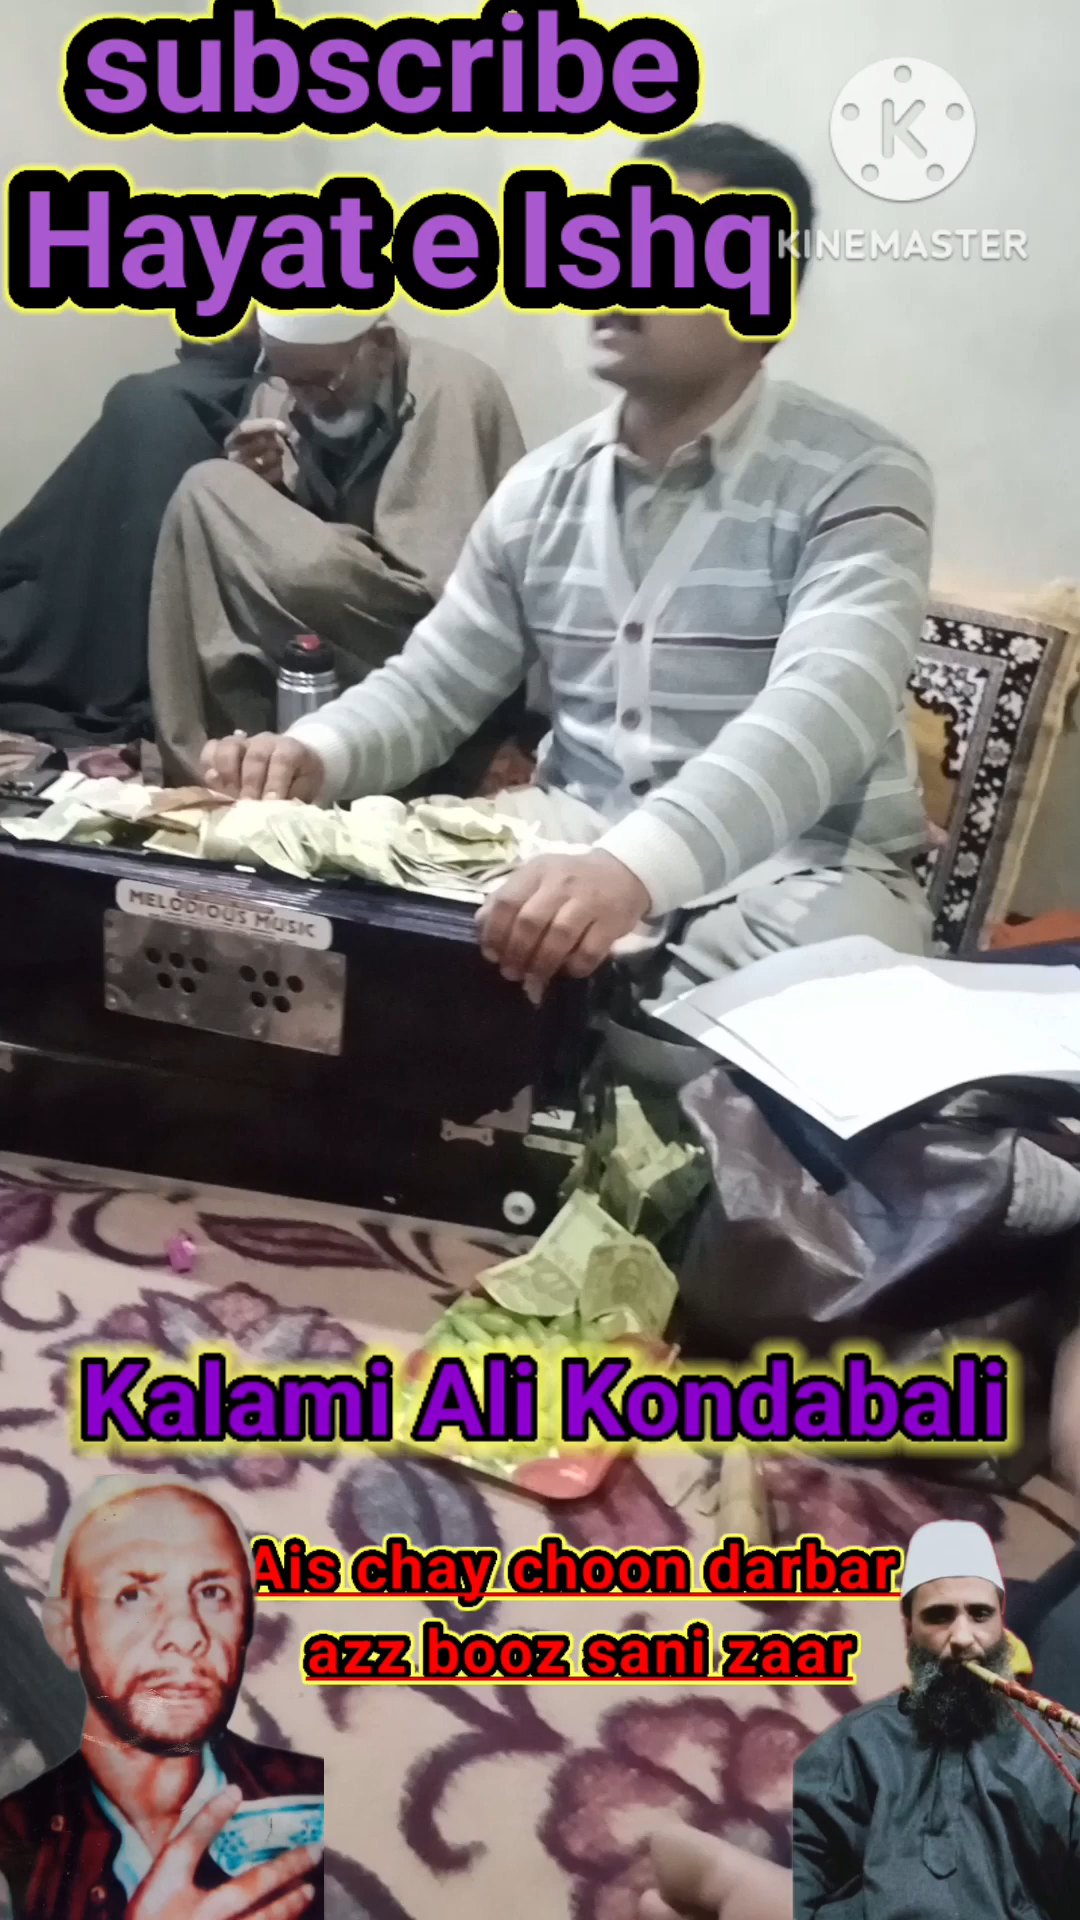 subscribe
Hayat e Ishq
K
KINEMASTER
MELODIOUS MUSIC
Kalami Ali Kondabali
Ais chay choon darbar
azz booz sani zaar